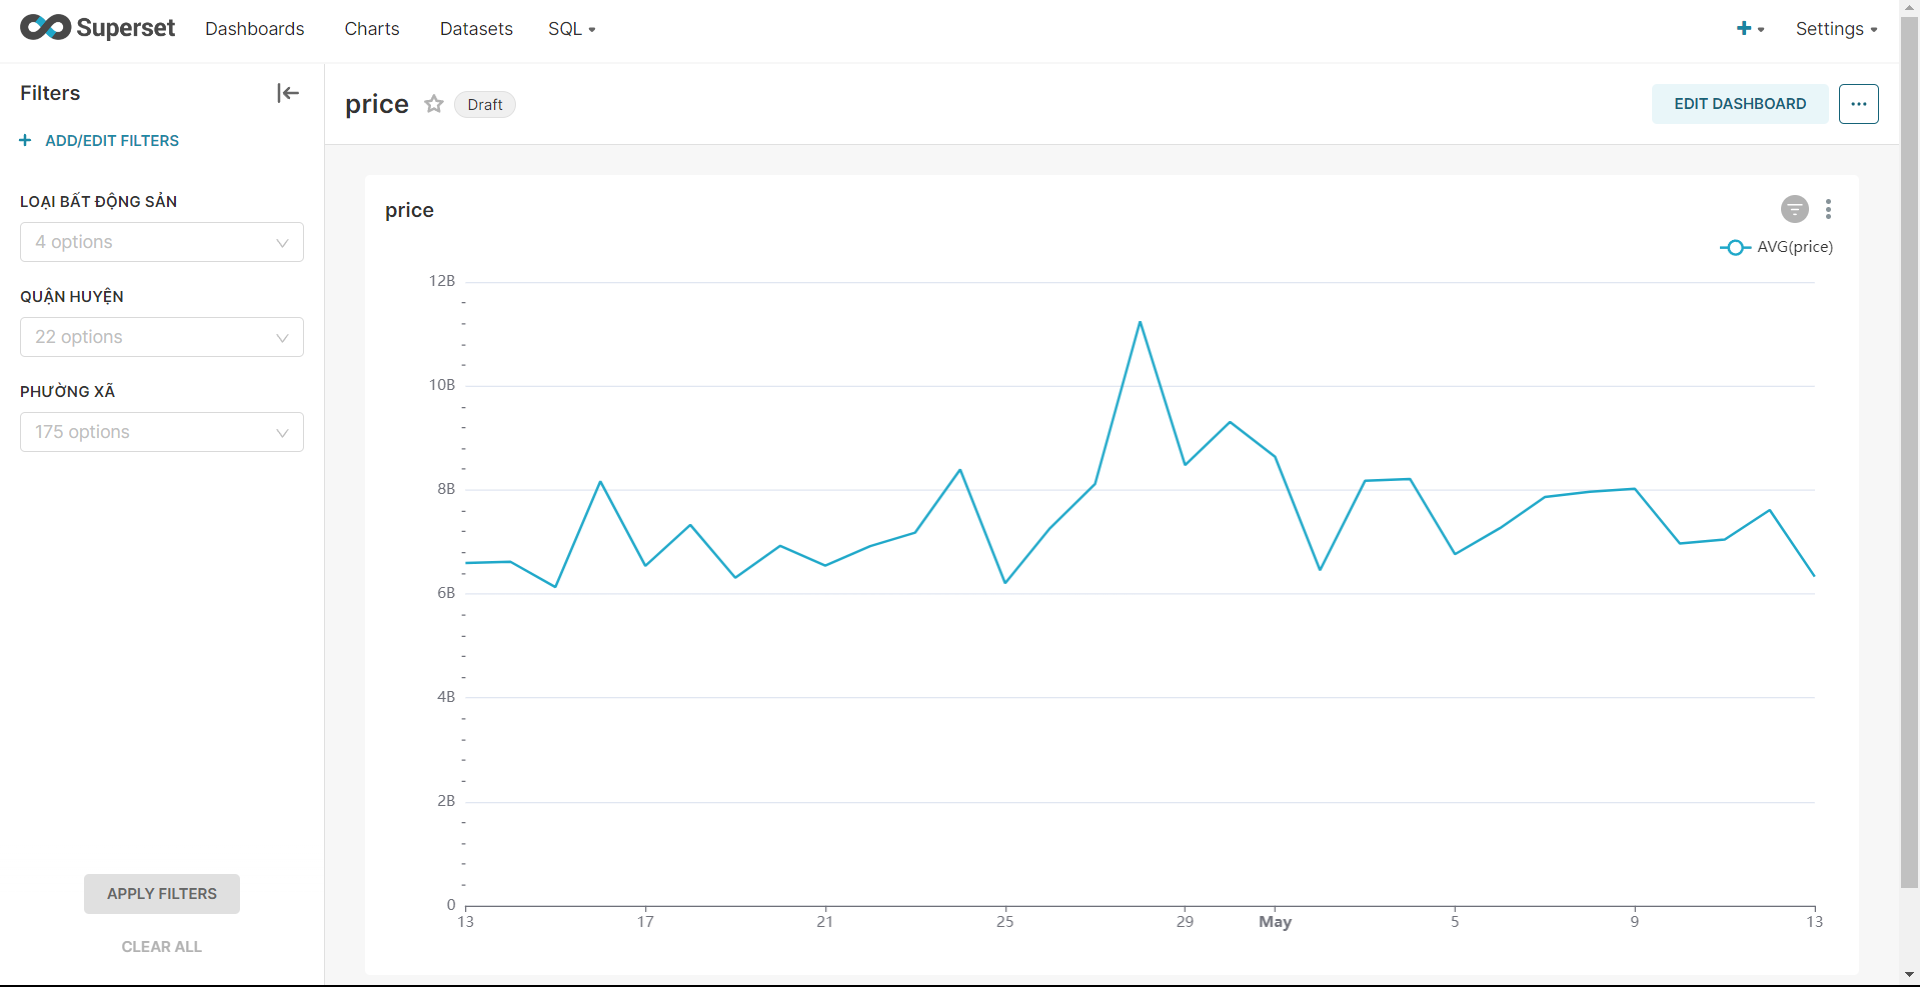 Superset Dashboards Charts Datasets SQL Settings
Filters
ADD/EDIT FILTERS
LOẠI BẤT ĐỘNG SẢN
4 options
QUẬN HUYỆN
22 options
PHƯỜNG XÃ
175 options
APPLY FILTERS
CLEAR ALL
price Draft EDIT DASHBOARD ...
price
AVG(price)
12B
10B
8B
6B
4B
2B
0
13 17 21 25 29 May 5 9 13